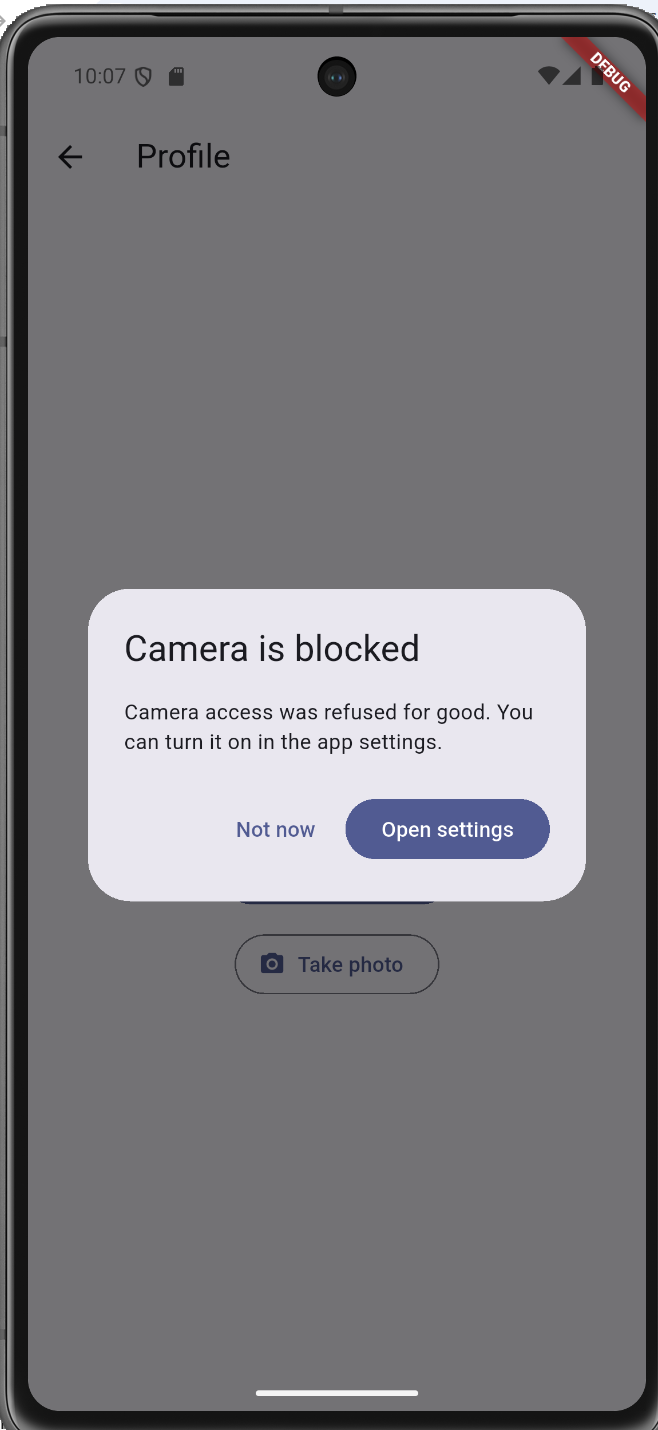 10:07
DEBUG
Profile
Camera is blocked
Camera access was refused for good. You
can turn it on in the app settings.
Not now
Open settings
Take photo